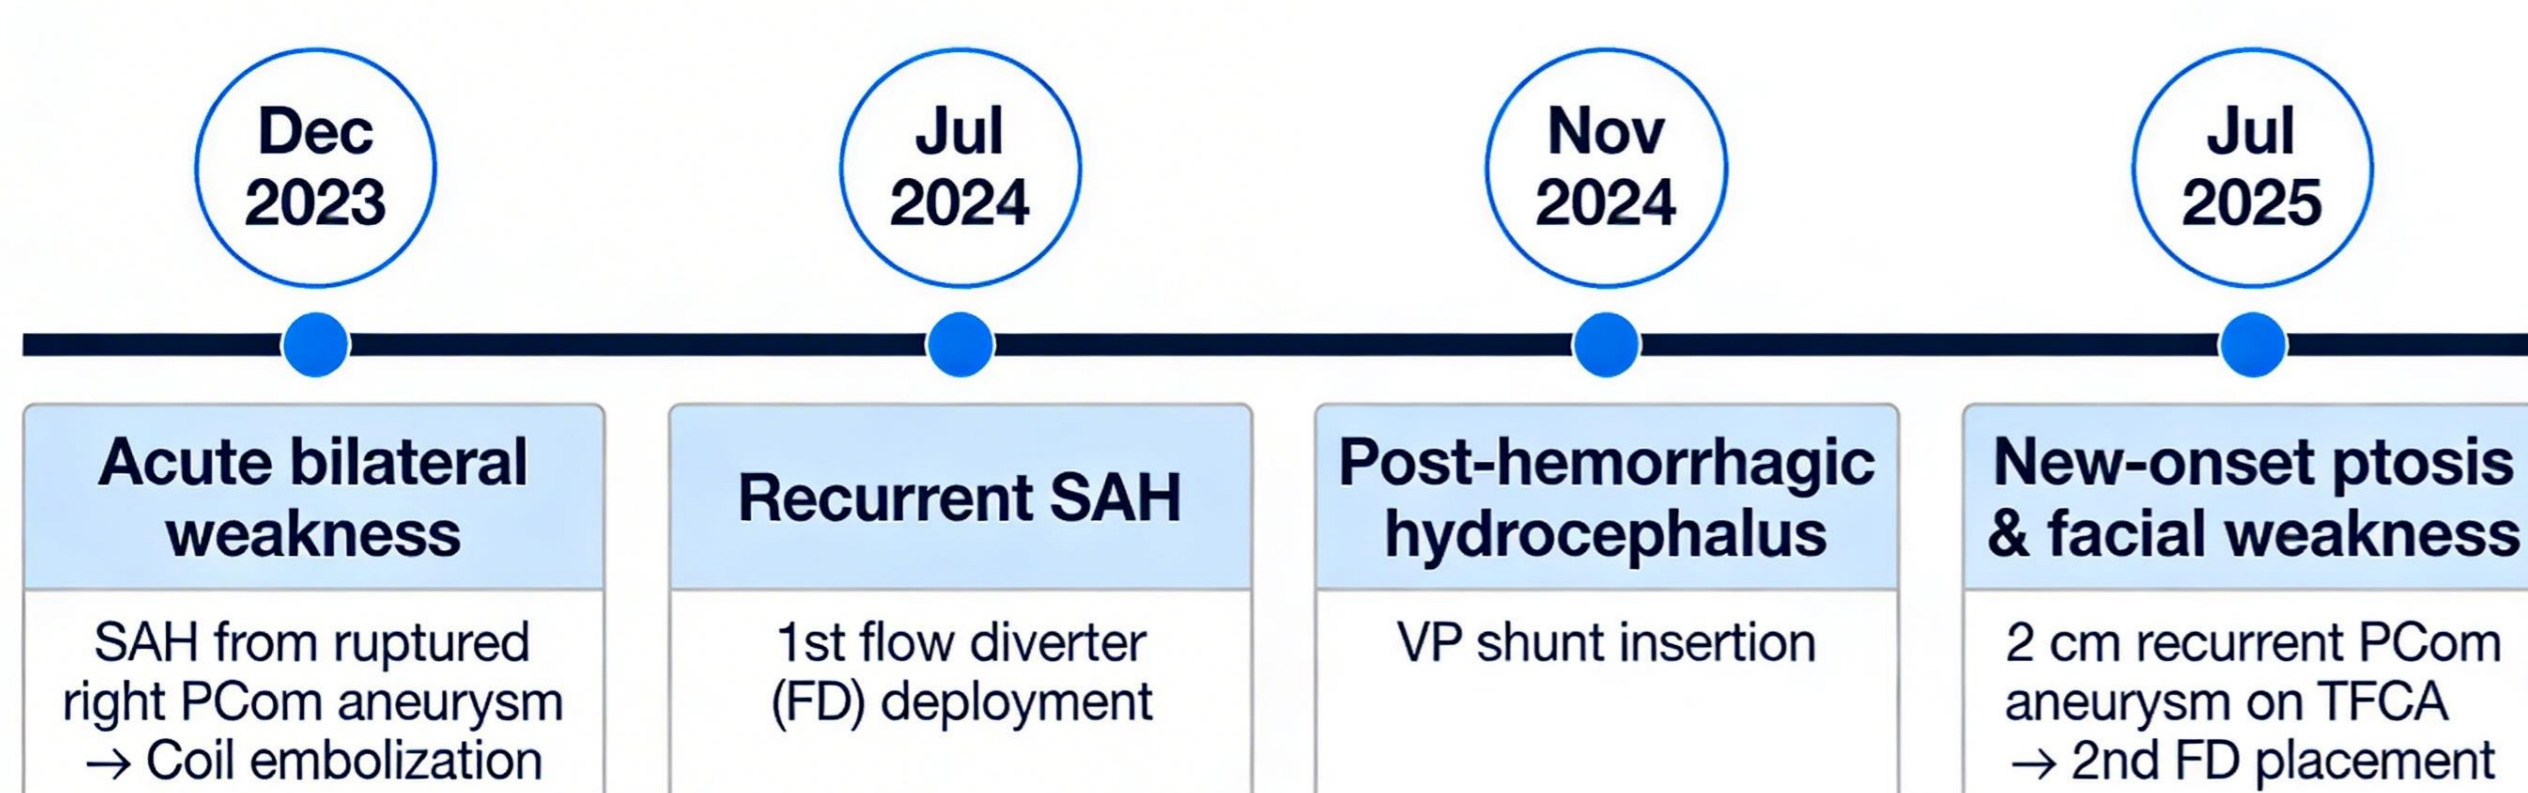 Dec
2023
Jul
2024
Nov
2024
Jul
2025
Acute bilateral
weakness
SAH from ruptured
right PCom aneurysm
→ Coil embolization
Recurrent SAH
1st flow diverter
(FD) deployment
Post-hemorrhagic
hydrocephalus
VP shunt insertion
New-onset ptosis
& facial weakness
2 cm recurrent PCom
aneurysm on TFCA
→ 2nd FD placement